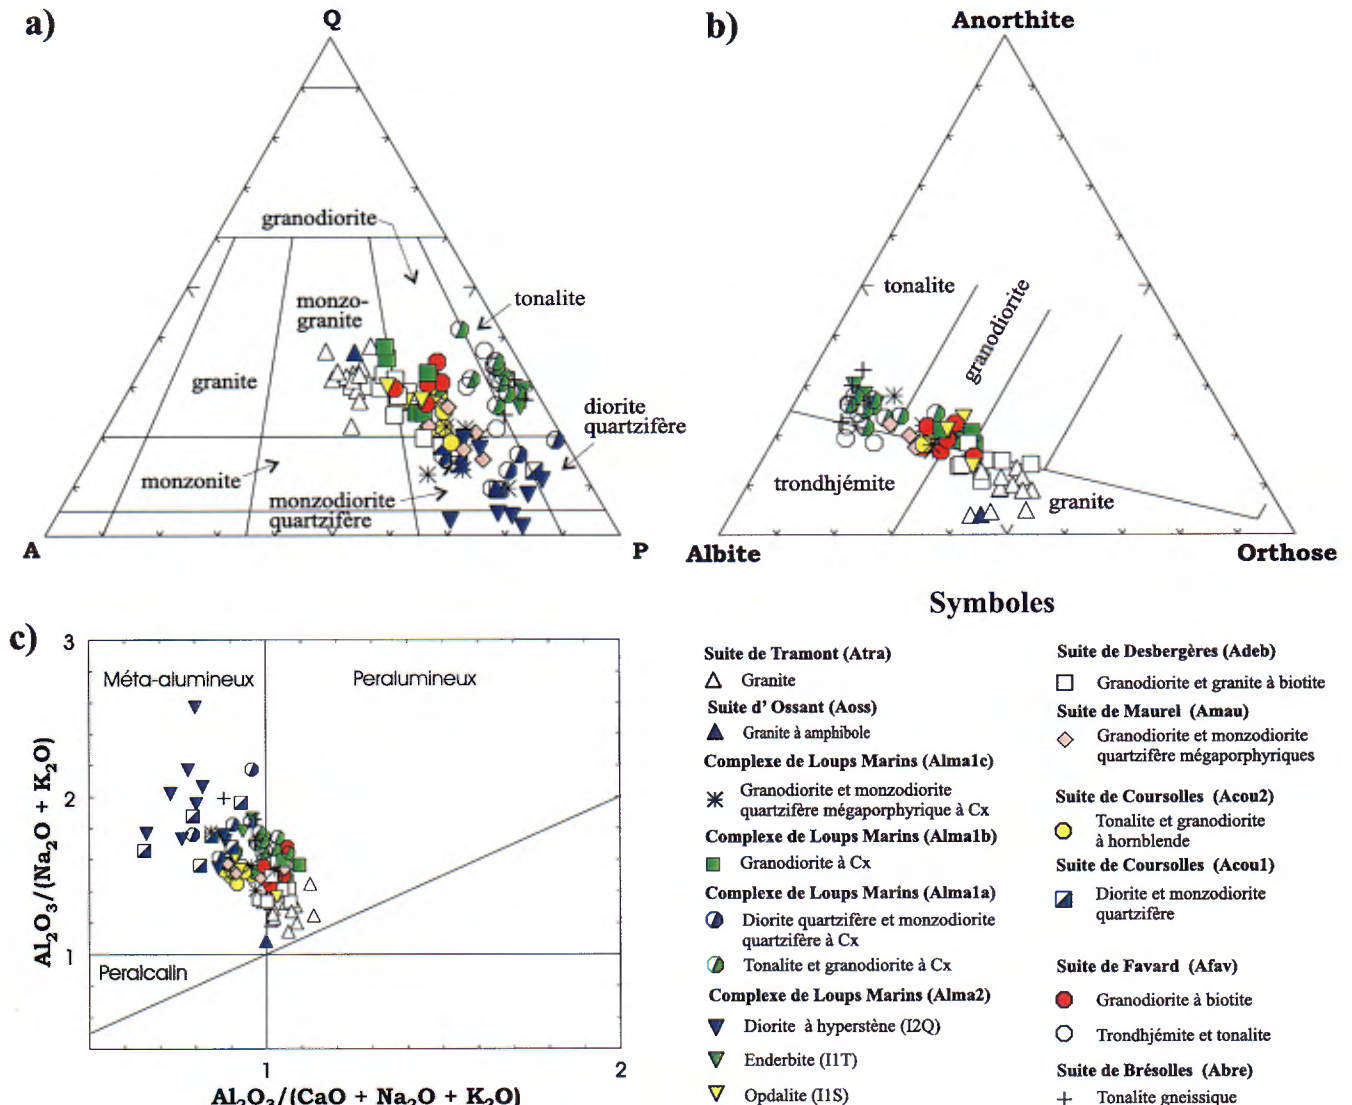 a)
Q
granodiorite
tonalite
monzo-
granite
granite
diorite
quartzifère
monzonite
monzodiorite
quartzifère
A
P
b)
Anorthite
tonalite
granodiorite
trondhjémite
granite
Albite
Orthose
c)
3
Méta-alumineux
Peralumineux
2
1
Peralcalin
Al₂O₃/(Na₂O + K₂O)
1
2
Al₂O₃/(CaO + Na₂O + K₂O)
Symboles
Suite de Tramont (Atra)
Granite
Suite d' Ossant (Aoss)
Granite à amphibole
Complexe de Loups Marins (Alma1c)
Granodiorite et monzodiorite
quartzifère mégaporphyrique à Cx
Complexe de Loups Marins (Alma1b)
Granodiorite à Cx
Complexe de Loups Marins (Alma1a)
Diorite quartzifère et monzodiorite
quartzifère à Cx
Tonalite et granodiorite à Cx
Complexe de Loups Marins (Alma2)
Diorite à hyperstène (I2Q)
Enderbite (I1T)
Opdalite (I1S)
Suite de Desbergères (Adeb)
Granodiorite et granite à biotite
Suite de Maurel (Amau)
Granodiorite et monzodiorite
quartzifère mégaporphyriques
Suite de Coursolles (Acou2)
Tonalite et granodiorite
à hornblende
Suite de Coursolles (Acou1)
Diorite et monzodiorite
quartzifère
Suite de Favard (Afav)
Granodiorite à biotite
Trondhjémite et tonalite
Suite de Brésolles (Abre)
Tonalite gneissique